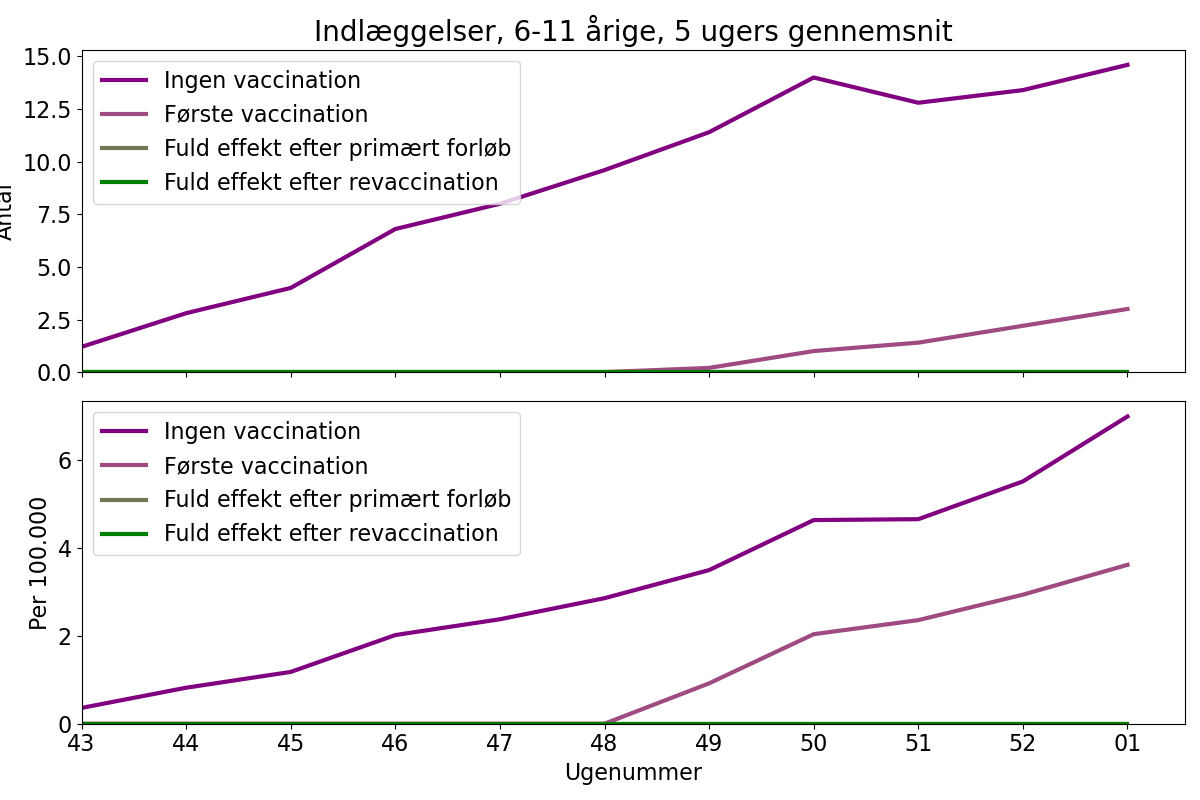 Indlæggelser, 6-11 årige, 5 ugers gennemsnit
15.0
12.5
10.0
7.5
5.0
2.5
0.0
Antal
Ingen vaccination
Første vaccination
Fuld effekt efter primært forløb
Fuld effekt efter revaccination
6
4
2
0
Per 100.000
Ingen vaccination
Første vaccination
Fuld effekt efter primært forløb
Fuld effekt efter revaccination
43 44 45 46 47 48 49 50 51 52 01
Ugenummer